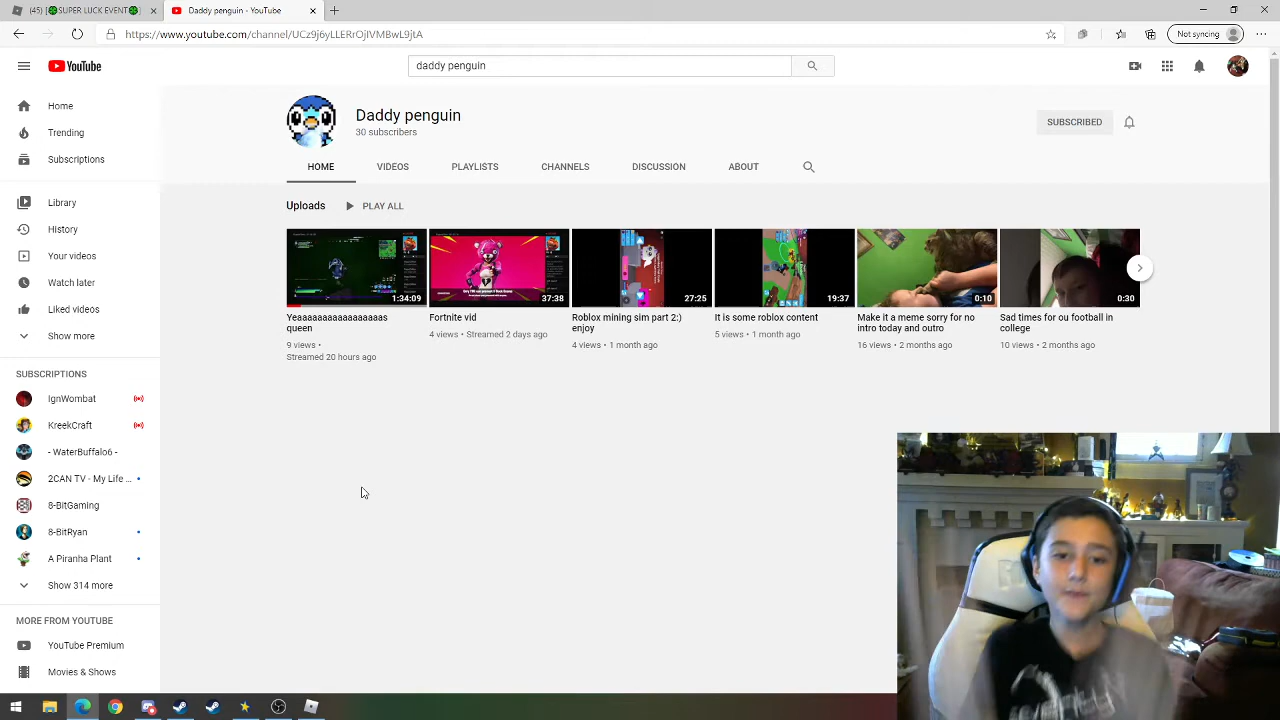 (45) [🍀SUPER LUCK EVENT🍀]
Daddy penguin - YouTube
https://www.youtube.com/channel/UCz9j6yLLERrOjIVMBwL9jtA
Not syncing
YouTube
daddy penguin
Home
Trending
Subscriptions
Library
History
Your videos
Watch later
Liked videos
Show more
SUBSCRIPTIONS
IgnWombat
KreekCraft
- WaterBuffalo6 -
2CAN TV - My Life ...
8-BitGaming
8-BitRyan
A Piranha Plant
Show 314 more
MORE FROM YOUTUBE
YouTube Premium
Movies & Shows
Daddy penguin
30 subscribers
SUBSCRIBED
HOME
VIDEOS
PLAYLISTS
CHANNELS
DISCUSSION
ABOUT
Uploads
PLAY ALL
1:34:09
Yeaaaaaaaaaaaaaaaas
queen
9 views •
Streamed 20 hours ago
37:38
Fortnite vid
4 views • Streamed 2 days ago
27:25
Roblox mining sim part 2:)
enjoy
4 views • 1 month ago
19:37
It is some roblox content
5 views • 1 month ago
0:10
Make it a meme sorry for no
intro today and outro
16 views • 2 months ago
0:30
Sad times for ou football in
college
10 views • 2 months ago